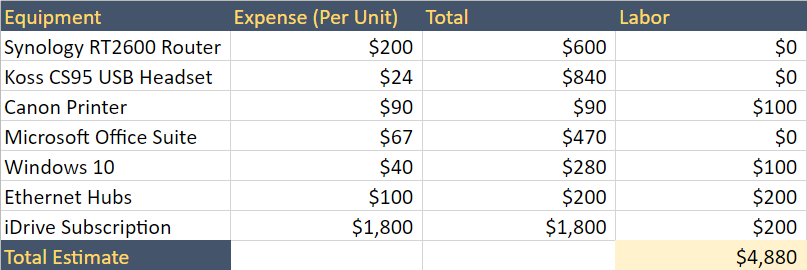 Equipment Expense (Per Unit) Total Labor
Synology RT2600 Router $200 $600 $0
Koss CS95 USB Headset $24 $840 $0
Canon Printer $90 $90 $100
Microsoft Office Suite $67 $470 $0
Windows 10 $40 $280 $100
Ethernet Hubs $100 $200 $200
iDrive Subscription $1,800 $1,800 $200
Total Estimate $4,880